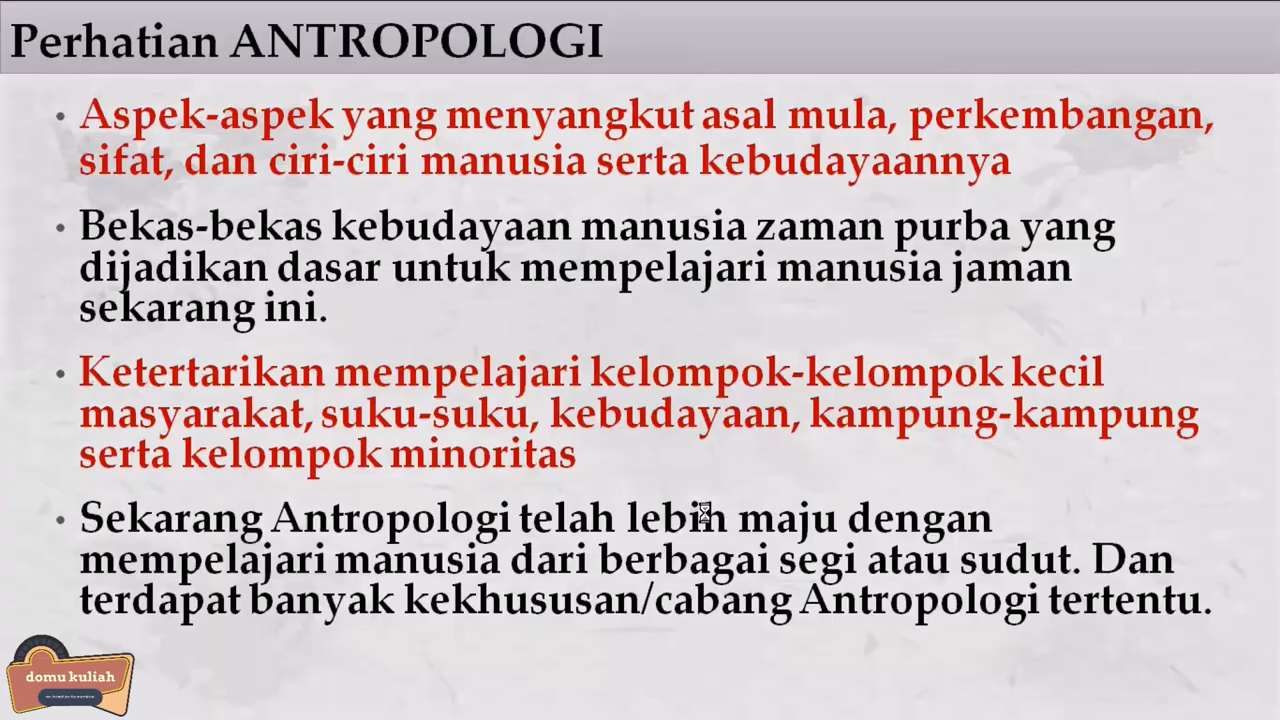 Perhatian ANTROPOLOGI
• Aspek-aspek yang menyangkut asal mula, perkembangan,
sifat, dan ciri-ciri manusia serta kebudayaannya
• Bekas-bekas kebudayaan manusia zaman purba yang
dijadikan dasar untuk mempelajari manusia jaman
sekarang ini.
• Ketertarikan mempelajari kelompok-kelompok kecil
masyarakat, suku-suku, kebudayaan, kampung-kampung
serta kelompok minoritas
• Sekarang Antropologi telah lebih maju dengan
mempelajari manusia dari berbagai segi atau sudut. Dan
terdapat banyak kekhususan/cabang Antropologi tertentu.
domu kuliah